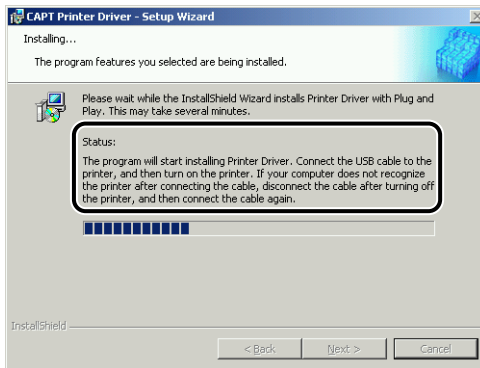 CAPT Printer Driver - Setup Wizard
Installing...
The program features you selected are being installed.
Please wait while the InstallShield Wizard installs Printer Driver with Plug and
Play. This may take several minutes.
Status:
The program will start installing Printer Driver. Connect the USB cable to the
printer, and then turn on the printer. If your computer does not recognize
the printer after connecting the cable, disconnect the cable after turning off
the printer, and then connect the cable again.
InstallShield
< Back Next > Cancel